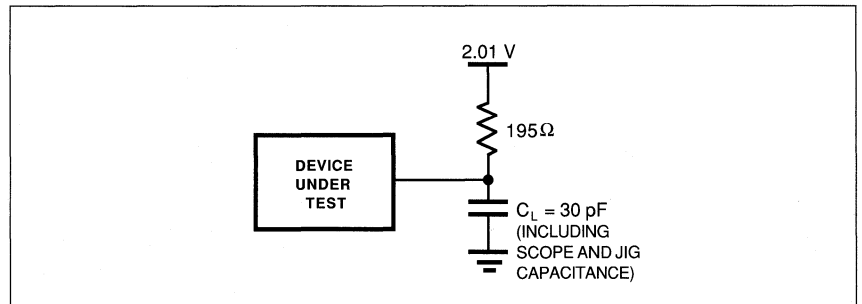 2.01 V
195Ω
DEVICE
UNDER
TEST
C_L = 30 pF
(INCLUDING
SCOPE AND JIG
CAPACITANCE)